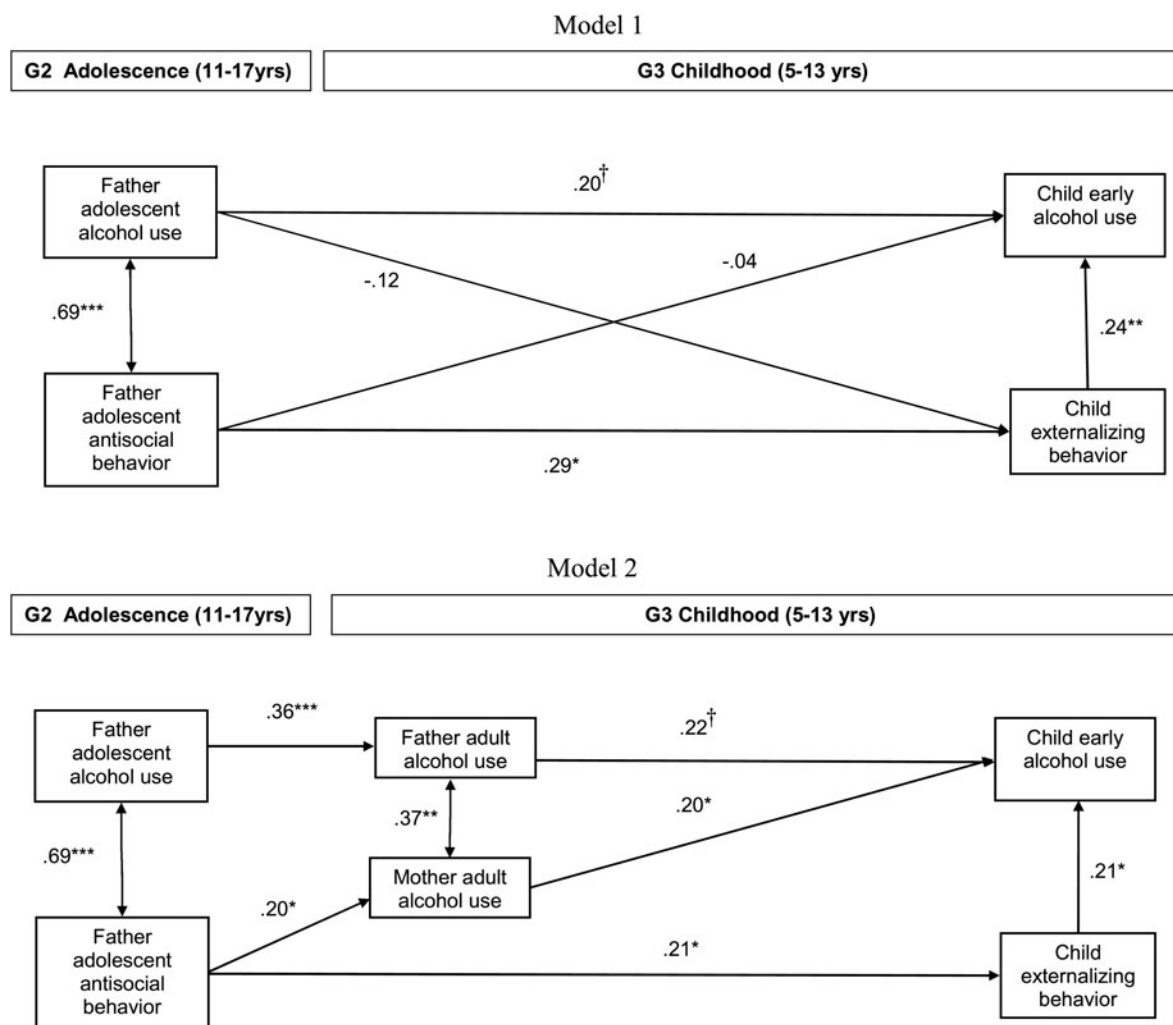 Model 1
G2 Adolescence (11-17yrs)
G3 Childhood (5-13 yrs)
Father
adolescent
alcohol use
.20†
Child early
alcohol use
-.12
-.04
.69***
.24**
Father
adolescent
antisocial
behavior
.29*
Child
externalizing
behavior
Model 2
G2 Adolescence (11-17yrs)
G3 Childhood (5-13 yrs)
Father
adolescent
alcohol use
.36***
Father adult
alcohol use
.22†
Child early
alcohol use
.37**
.20*
.69***
Mother adult
alcohol use
.21*
.20*
Father
adolescent
antisocial
behavior
.21*
Child
externalizing
behavior